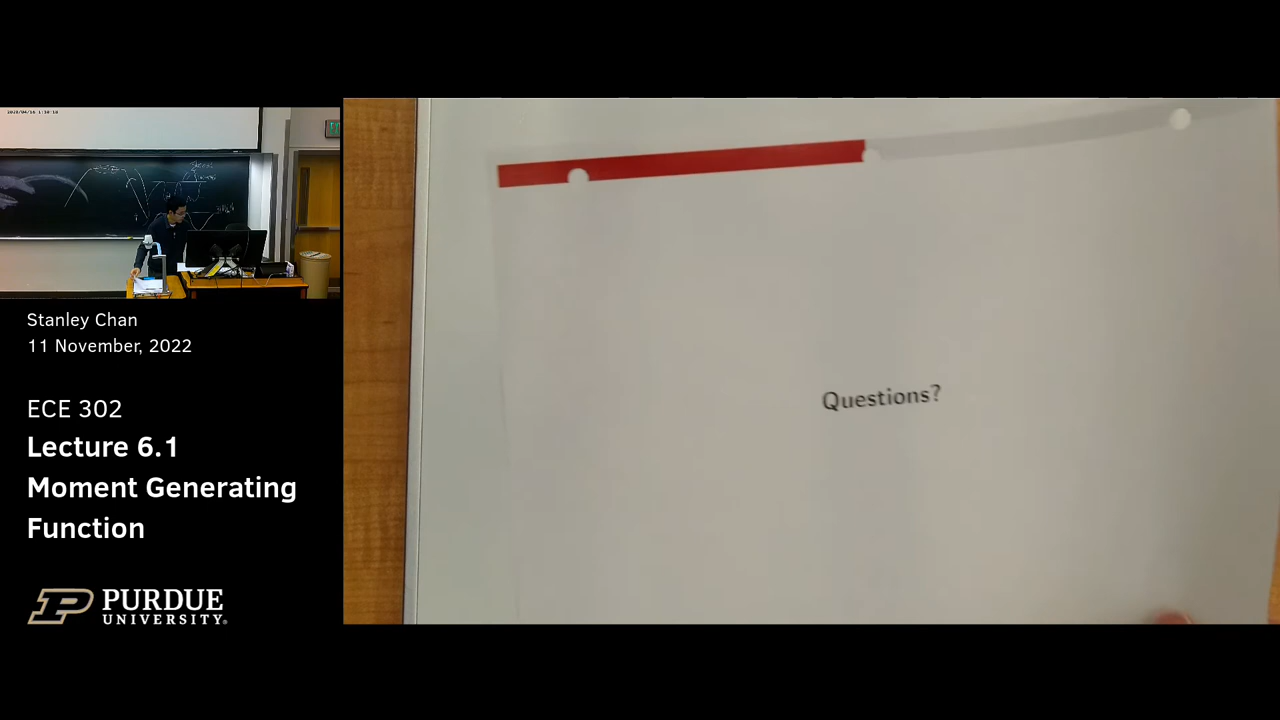 Stanley Chan
11 November, 2022
ECE 302
Lecture 6.1
Moment Generating
Function
PURDUE
UNIVERSITY®
Questions?